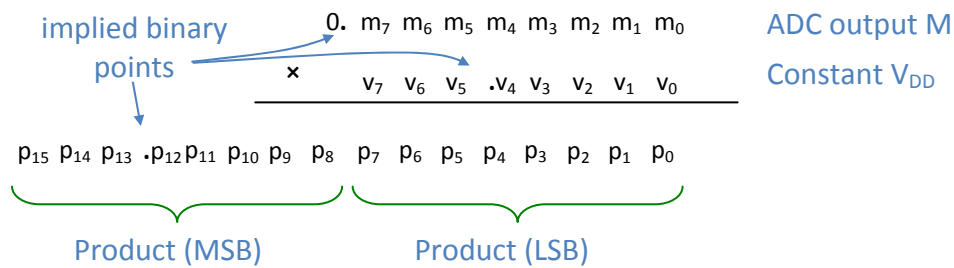 implied binary points
0. m7 m6 m5 m4 m3 m2 m1 m0 ADC output M
× v7 v6 v5 .v4 v3 v2 v1 v0 Constant VDD
p15 p14 p13 .p12 p11 p10 p9 p8 p7 p6 p5 p4 p3 p2 p1 p0
Product (MSB) Product (LSB)